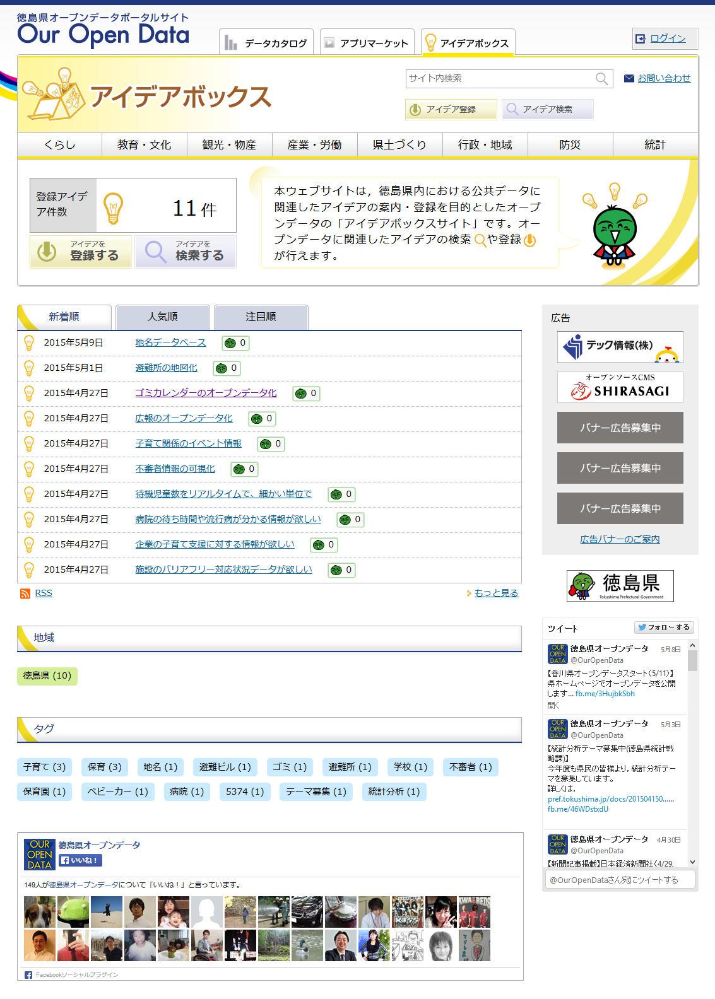 徳島県オープンデータポータルサイト
Our Open Data
データカタログ
アプリマーケット
アイデアボックス
ログイン
アイデアボックス
サイト内検索
お問い合わせ
アイデア登録
アイデア検索
くらし
教育・文化
観光・物産
産業・労働
県土づくり
行政・地域
防災
統計
登録アイデ
ア件数
11 件
アイデアを
登録する
アイデアを
検索する
本ウェブサイトは，徳島県内における公共データに
関連したアイデアの案内・登録を目的としたオープ
ンデータの「アイデアボックスサイト」です。オー
プンデータに関連したアイデアの検索や登録
が行えます。
新着順
人気順
注目順
2015年5月9日 地名データベース 0
2015年5月1日 避難所の地図化 0
2015年4月27日 ゴミカレンダーのオープンデータ化 0
2015年4月27日 広報のオープンデータ化 0
2015年4月27日 子育て関係のイベント情報 0
2015年4月27日 不審者情報の可視化 0
2015年4月27日 待機児童数をリアルタイムで、細かい単位で 0
2015年4月27日 病院の待ち時間や流行病が分かる情報が欲しい 0
2015年4月27日 企業の子育て支援に対する情報が欲しい 0
2015年4月27日 施設のバリアフリー対応状況データが欲しい 0
RSS
もっと見る
地域
徳島県 (10)
タグ
子育て (3) 保育 (3) 地名 (1) 避難ビル (1) ゴミ (1) 避難所 (1) 学校 (1) 不審者 (1)
保育園 (1) ベビーカー (1) 病院 (1) 5374 (1) テーマ募集 (1) 統計分析 (1)
OUR
OPEN
DATA
徳島県オープンデータ
いいね！
149人が徳島県オープンデータについて「いいね！」と言っています。
KISS
Facebookソーシャルプラグイン
広告
テック情報(株)
オープンソースCMS
SHIRASAGI
バナー広告募集中
バナー広告募集中
バナー広告募集中
広告バナーのご案内
徳島県
Tokushima Prefectural Government
ツイート
フォローする
OUR
OPEN
DATA
徳島県オープンデータ 5月8日
@OurOpenData
【香川県オープンデータスタート（5/11）】
県ホームページでオープンデータを公開
します... fb.me/3HujbkSbh
開く
OUR
OPEN
DATA
徳島県オープンデータ 5月3日
@OurOpenData
【統計分析テーマ募集中(徳島県統計戦
略課)】
今年度も県民の皆様より，統計分析テー
マを募集しています。
詳しくは，
pref.tokushima.jp/docs/201504150......
fb.me/46WDstxdU
OUR
OPEN
DATA
徳島県オープンデータ 4月30日
@OurOpenData
【新聞記事掲載】日本経済新聞社（4/29,
@OurOpenDataさん宛にツイートする